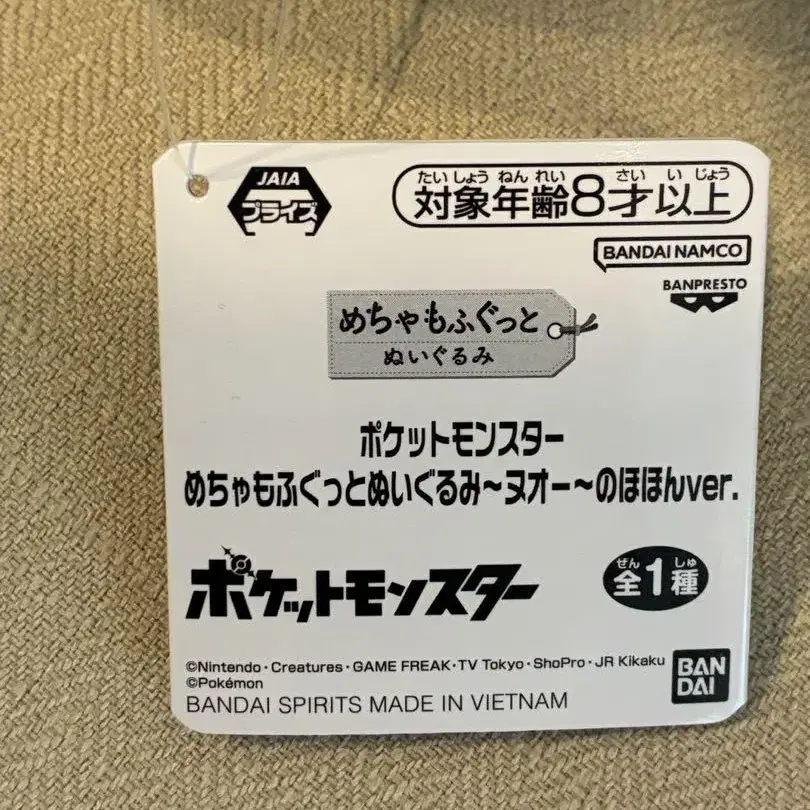 JAIA
プライズ
たいしょうねんれい さい いじょう
対象年齢8才以上
BANDAI NAMCO
BANPRESTO
めちゃもふぐっと
ぬいぐるみ
ポケットモンスター
めちゃもふぐっとぬいぐるみ〜ヌオー〜のほほんver.
ポケットモンスター
ぜん しゅ
全1種
©Nintendo・Creatures・GAME FREAK・TV Tokyo・ShoPro・JR Kikaku
©Pokémon
BANDAI SPIRITS MADE IN VIETNAM
BAN
DAI